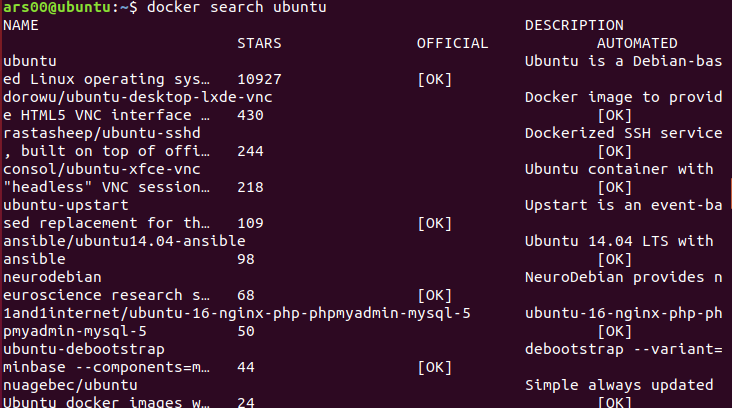 ars00@ubuntu:~$ docker search ubuntu
NAME DESCRIPTION
STARS OFFICIAL AUTOMATED
ubuntu Ubuntu is a Debian-bas
ed Linux operating sys… 10927 [OK]
dorowu/ubuntu-desktop-lxde-vnc Docker image to provid
e HTML5 VNC interface … 430 [OK]
rastasheep/ubuntu-sshd Dockerized SSH service
, built on top of offi… 244 [OK]
consol/ubuntu-xfce-vnc Ubuntu container with
"headless" VNC session… 218 [OK]
ubuntu-upstart Upstart is an event-ba
sed replacement for th… 109 [OK]
ansible/ubuntu14.04-ansible Ubuntu 14.04 LTS with
ansible 98 [OK]
neurodebian NeuroDebian provides n
euroscience research s… 68 [OK]
1and1internet/ubuntu-16-nginx-php-phpmyadmin-mysql-5 ubuntu-16-nginx-php-ph
pmyadmin-mysql-5 50 [OK]
ubuntu-debootstrap debootstrap --variant=
minbase --components=m… 44 [OK]
nuagebec/ubuntu Simple always updated
Ubuntu docker images w… 24 [OK]